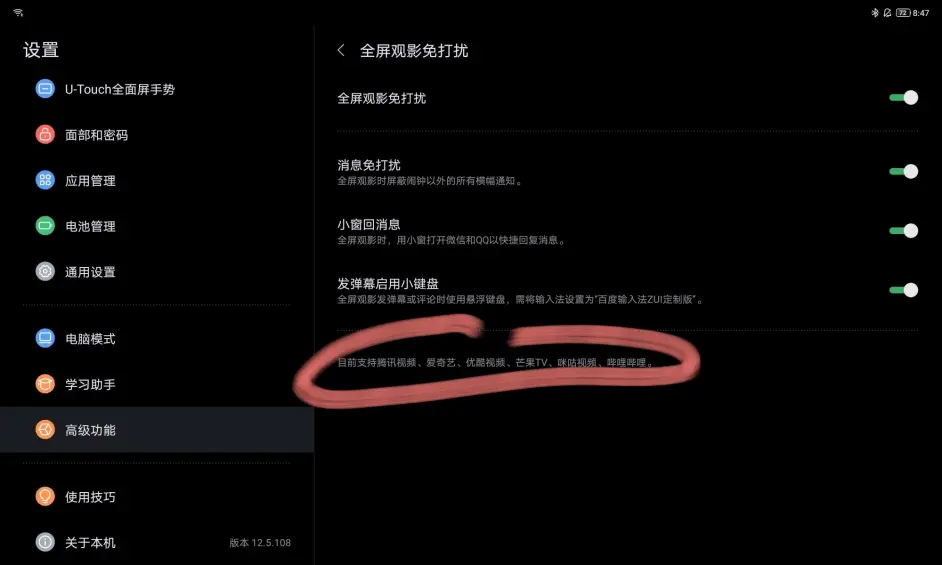 72 8:47
设置
U-Touch全面屏手势
面部和密码
应用管理
电池管理
通用设置
电脑模式
学习助手
高级功能
使用技巧
关于本机 版本 12.5.108
全屏观影免打扰
全屏观影免打扰
消息免打扰
全屏观影时屏蔽闹钟以外的所有横幅通知。
小窗回消息
全屏观影时，用小窗打开微信和QQ以快捷回复消息。
发弹幕启用小键盘
全屏观影发弹幕或评论时使用悬浮键盘，需将输入法设置为“百度输入法ZUI定制版”。
目前支持腾讯视频、爱奇艺、优酷视频、芒果TV、咪咕视频、哔哩哔哩。